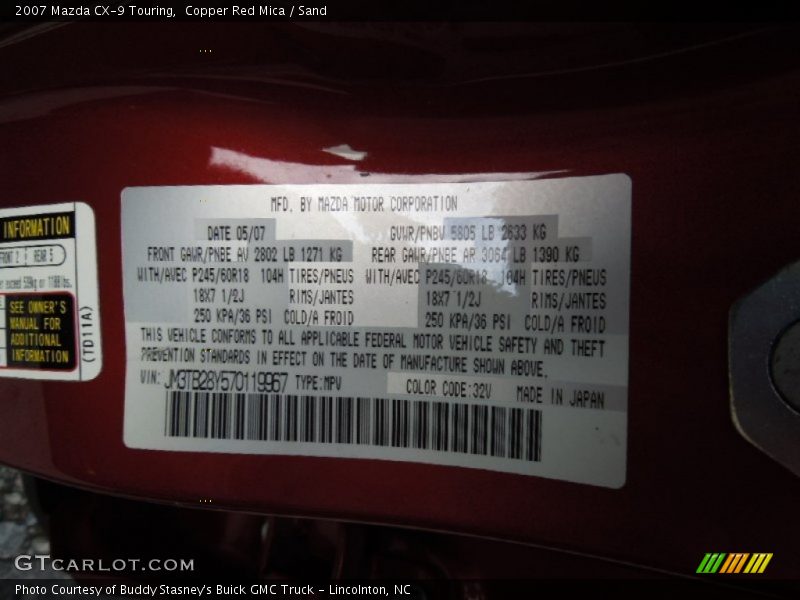 2007 Mazda CX-9 Touring, Copper Red Mica / Sand
MFD. BY MAZDA MOTOR CORPORATION
DATE 05/07 GVWR/PNBV 5805 LB 2633 KG
FRONT GAWR/PNBE AV 2802 LB 1271 KG REAR GAWR/PNBE AR 3064 LB 1390 KG
WITH/AVEC P245/60R18 104H TIRES/PNEUS WITH/AVEC P245/60R18 104H TIRES/PNEUS
18X7 1/2J RIMS/JANTES 18X7 1/2J RIMS/JANTES
250 KPA/36 PSI COLD/A FROID 250 KPA/36 PSI COLD/A FROID
THIS VEHICLE CONFORMS TO ALL APPLICABLE FEDERAL MOTOR VEHICLE SAFETY AND THEFT
PREVENTION STANDARDS IN EFFECT ON THE DATE OF MANUFACTURE SHOWN ABOVE.
VIN: JM3TB28Y570119967 TYPE:MPV COLOR CODE:32V MADE IN JAPAN
INFORMATION
FRONT 2 REAR 5
exceed 539kg or 1188 lbs.
SEE OWNER'S
MANUAL FOR
ADDITIONAL
INFORMATION
(TD11A)
GTCARLOT.COM
Photo Courtesy of Buddy Stasney's Buick GMC Truck - Lincolnton, NC